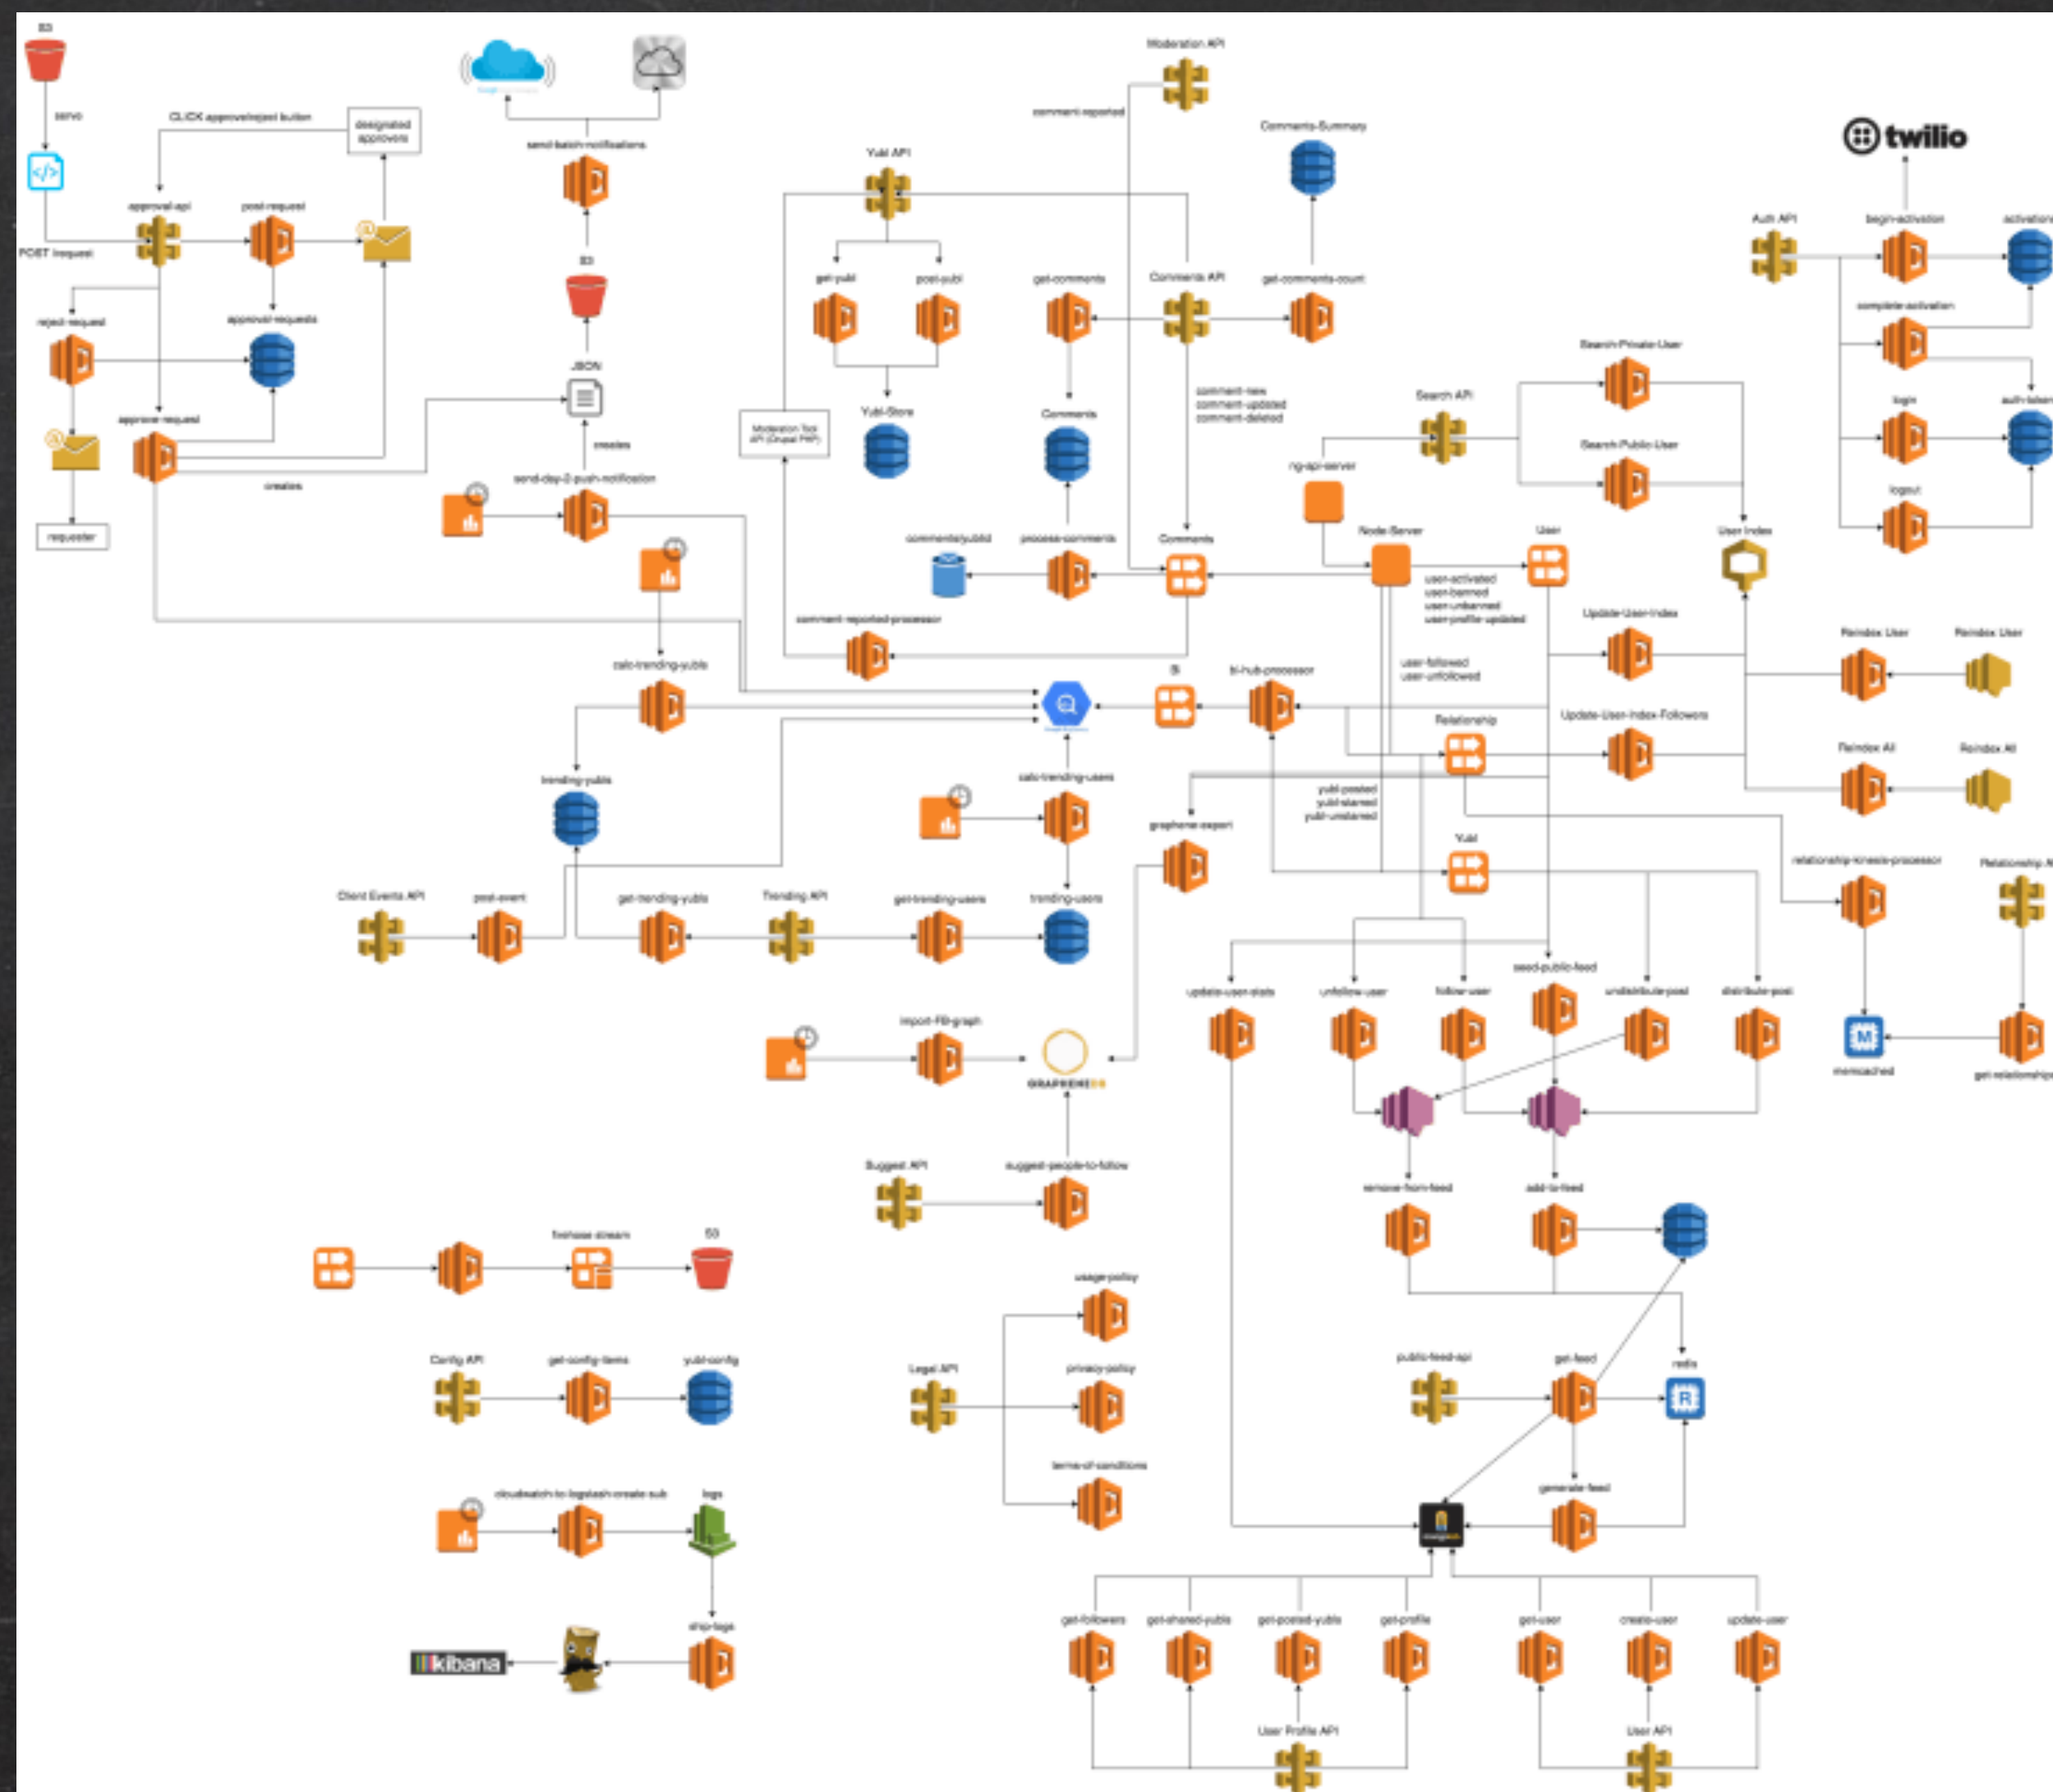 S3
serve
CLICK approve/reject button
designated
approvers
approval-api
post-request
POST /request
reject-request
approval-requests
approve-request
creates
requester
send-batch-notifications
S3
JSON
creates
send-day-2-push-notification
calc-trending-yubls
trending-yubls
Moderation API
comment-reported
Yubl API
get-yubl
post-yubl
Yubl-Store
Moderation Tool
API (Drupal PHP)
Comments-Summary
get-comments
Comments API
get-comments-count
Comments
comment-new
comment-updated
comment-deleted
comments/yublId
process-comments
Comments
comment-reported-processor
twilio
Auth API
begin-activation
complete-activation
login
logout
Search-Private-User
Search API
Search-Public-User
ng-api-server
Node-Server
User
User Index
user-activated
user-banned
user-unbanned
user-profile-updated
Update-User-Index
Reindex User
Reindex User
user-followed
user-unfollowed
BI
bi-hub-processor
Relationship
Update-User-Index-Followers
Reindex All
Reindex All
calc-trending-users
yubl-posted
yubl-starred
yubl-unstarred
graphene-export
Yubl
relationship-kinesis-processor
Client Events API
post-event
get-trending-yubls
Trending API
get-trending-users
trending-users
update-user-stats
unfollow-user
follow-user
seed-public-feed
undistribute-post
distribute-post
import-FB-graph
GRAPHENEDB
memcached
get-relationships
Suggest API
suggest-people-to-follow
remove-from-feed
add-to-feed
firehose stream
S3
usage-policy
Legal API
privacy-policy
terms-of-conditions
Config API
get-config-items
yubl-config
public-feed-api
get-feed
redis
R
M
generate-feed
cloudwatch-to-logstash-create-sub
logs
ship-logs
kibana
get-followers
get-shared-yubls
get-posted-yubls
get-profile
get-user
create-user
update-user
User Profile API
User API